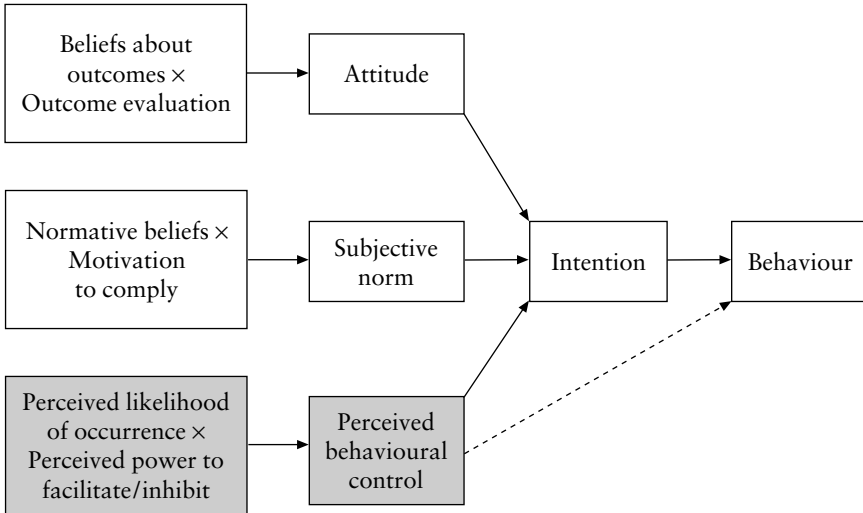 Beliefs about
outcomes ×
Outcome evaluation
Attitude
Normative beliefs ×
Motivation
to comply
Subjective
norm
Intention
Behaviour
Perceived likelihood
of occurrence ×
Perceived power to
facilitate/inhibit
Perceived
behavioural
control